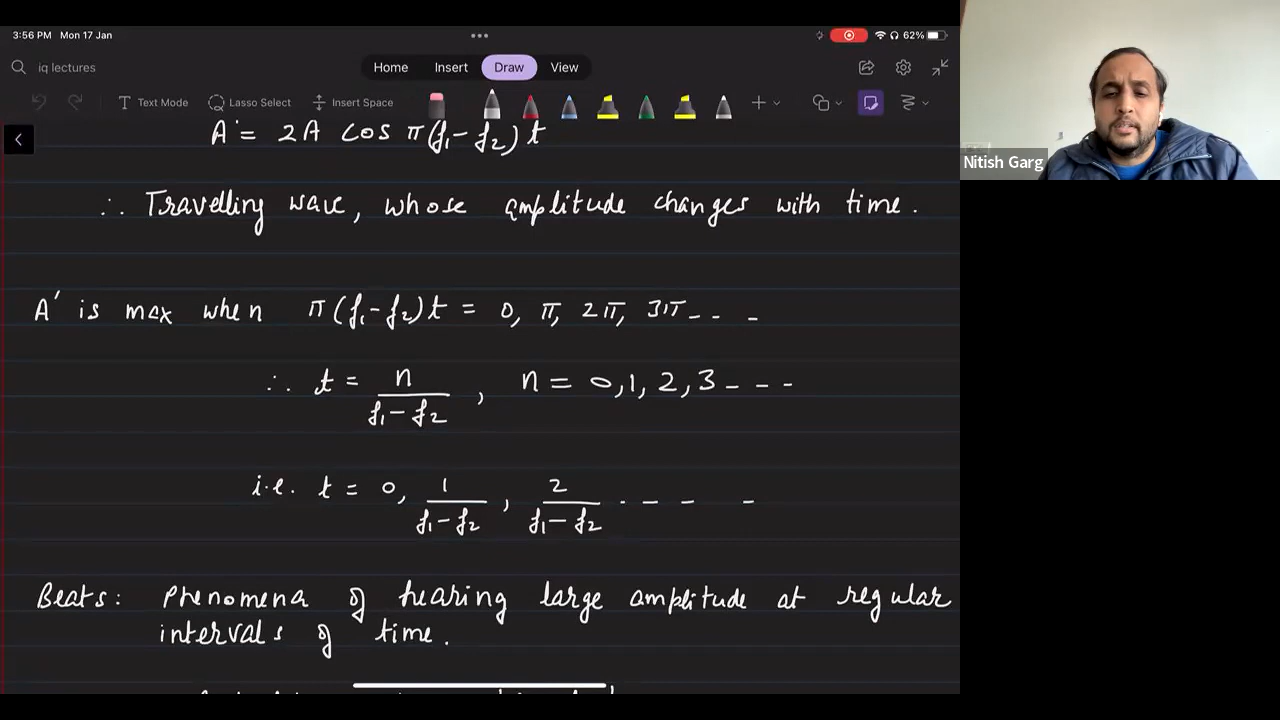 3:56 PM Mon 17 Jan
62%
iq lectures
Home Insert Draw View
Text Mode Lasso Select Insert Space
A' = 2A cos π(f₁-f₂)t
∴ Travelling wave, whose amplitude changes with time.
Nitish Garg
A' is max when π(f₁-f₂)t = 0, π, 2π, 3π-- -
∴ t = n/(f₁-f₂), n = 0,1, 2, 3 - - -
i.e. t = 0, 1/(f₁-f₂), 2/(f₁-f₂) . - - -
Beats: Phenomena of hearing large amplitude at regular
intervals of time.